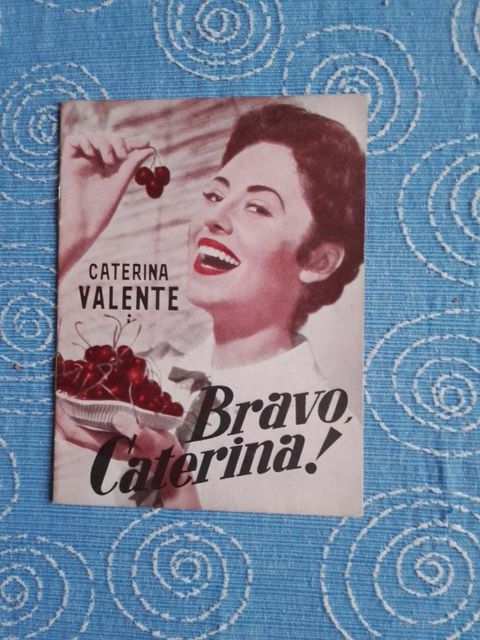 CATERINA
VALENTE
i
Bravo,
Caterina!